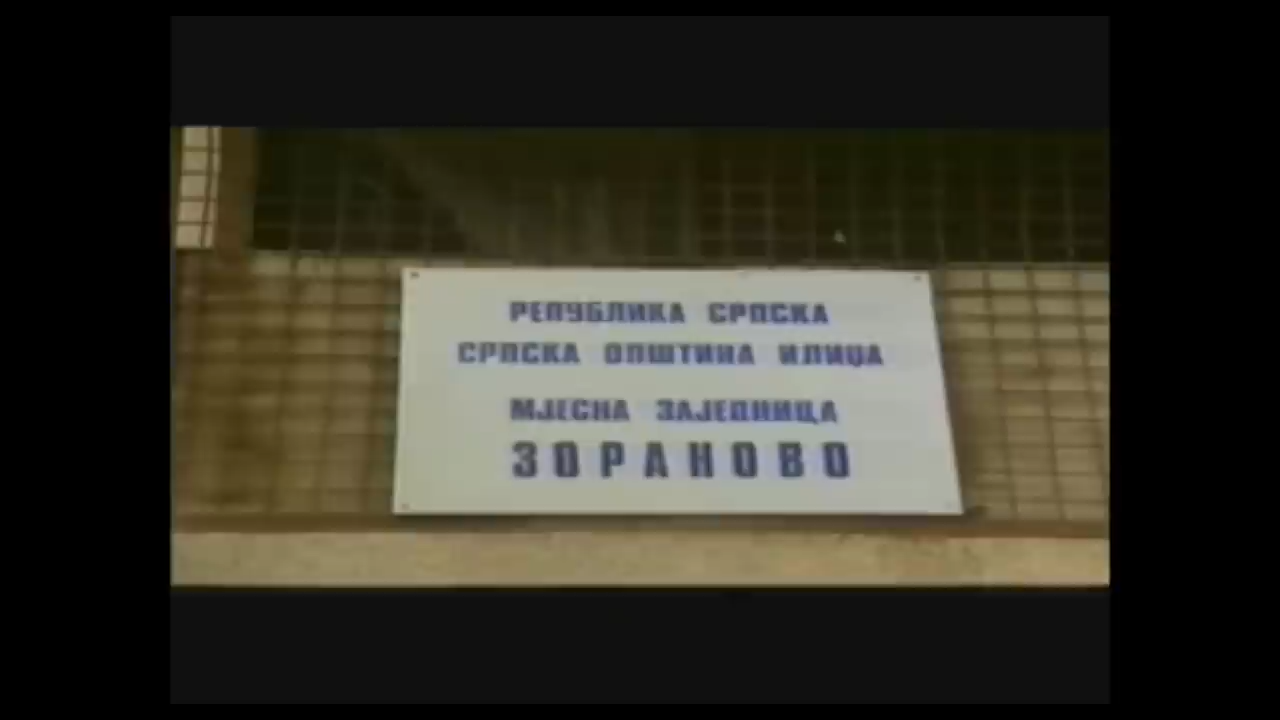 РЕПУБЛИКА СРПСКА
СРПСКА ОПШТИНА ИЛИЏА
МЈЕСНА ЗАЈЕДНИЦА
ЗОРАНОВО